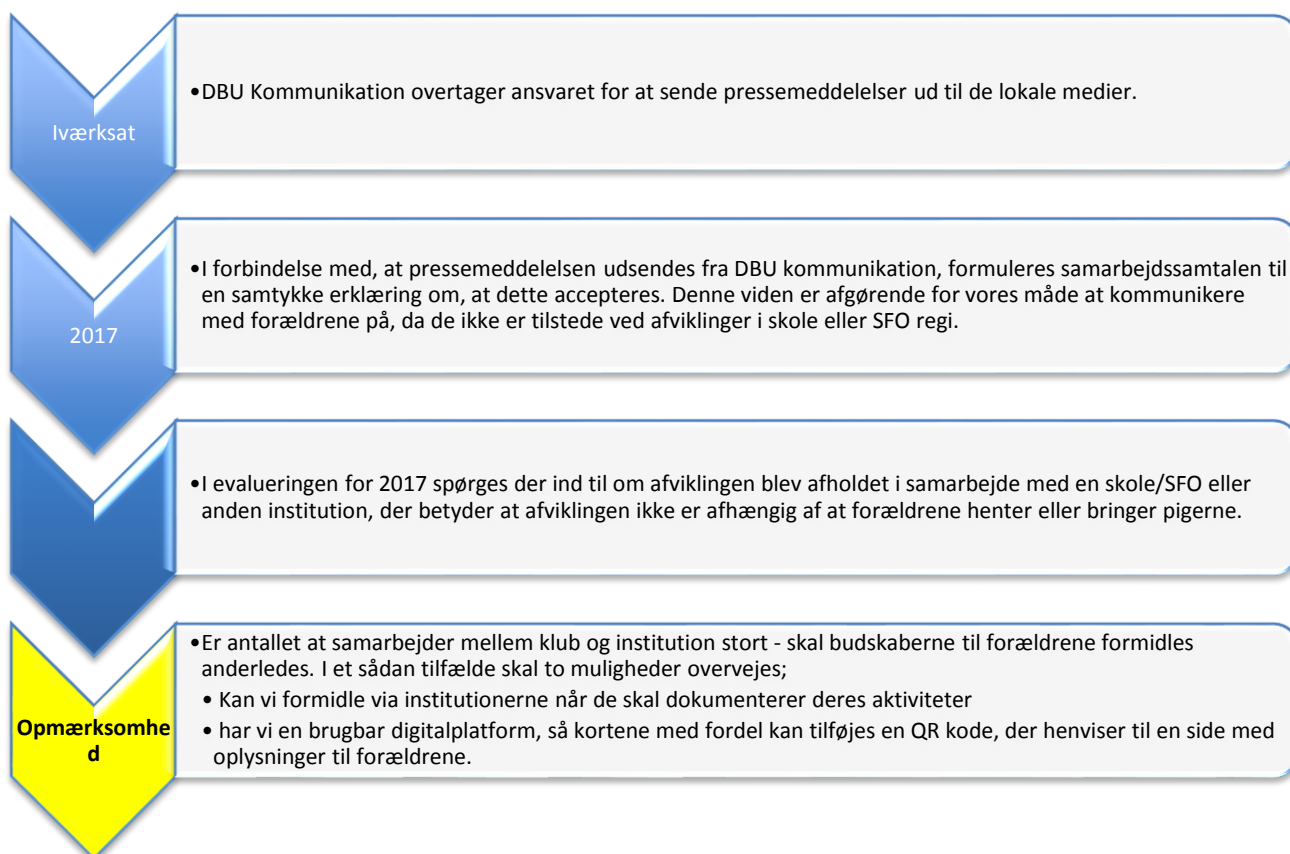 Iværksat
•DBU Kommunikation overtager ansvaret for at sende pressemeddelelser ud til de lokale medier.
2017
•I forbindelse med, at pressemeddelelsen udsendes fra DBU kommunikation, formuleres samarbejdssamtalen til
en samtykke erklæring om, at dette accepteres. Denne viden er afgørende for vores måde at kommunikere
med forældrene på, da de ikke er tilstede ved afviklinger i skole eller SFO regi.
•I evalueringen for 2017 spørges der ind til om afviklingen blev afholdt i samarbejde med en skole/SFO eller
anden institution, der betyder at afviklingen ikke er afhængig af at forældrene henter eller bringer pigerne.
Opmærksomhe
d
•Er antallet at samarbejder mellem klub og institution stort - skal budskaberne til forældrene formidles
anderledes. I et sådan tilfælde skal to muligheder overvejes;
• Kan vi formidle via institutionerne når de skal dokumenterer deres aktiviteter
• har vi en brugbar digitalplatform, så kortene med fordel kan tilføjes en QR kode, der henviser til en side med
oplysninger til forældrene.